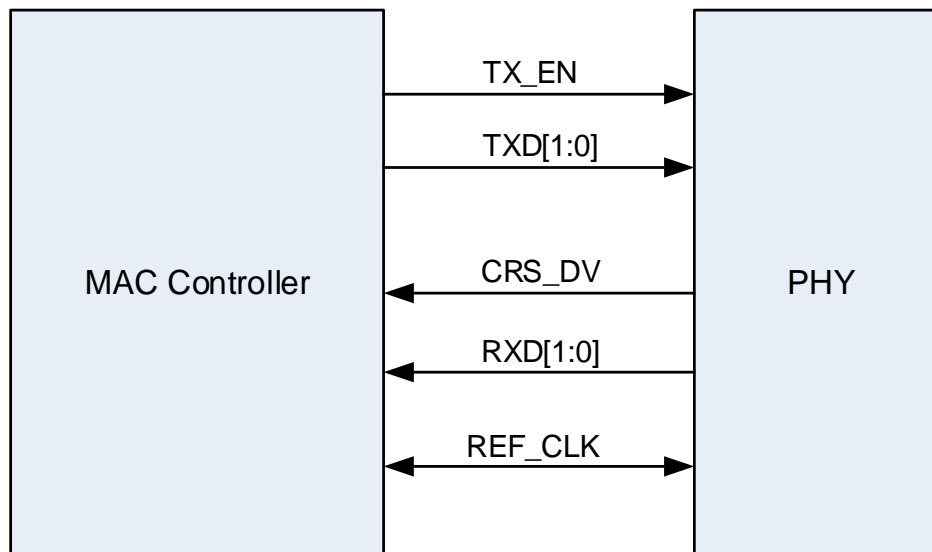 TX_EN
TXD[1:0]
MAC Controller
CRS_DV
PHY
RXD[1:0]
REF_CLK